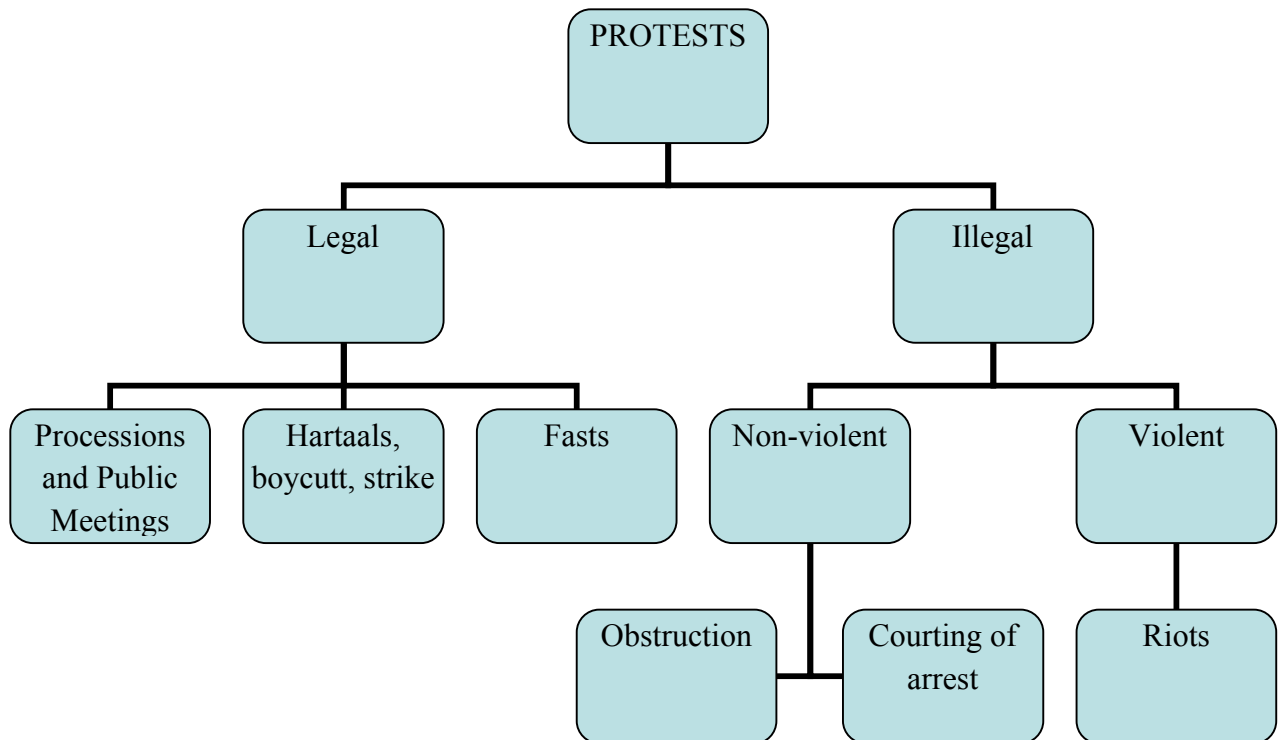 PROTESTS
Legal
Illegal
Processions
and Public
Meetings
Hartaals,
boycutt, strike
Fasts
Non-violent
Violent
Obstruction
Courting of
arrest
Riots